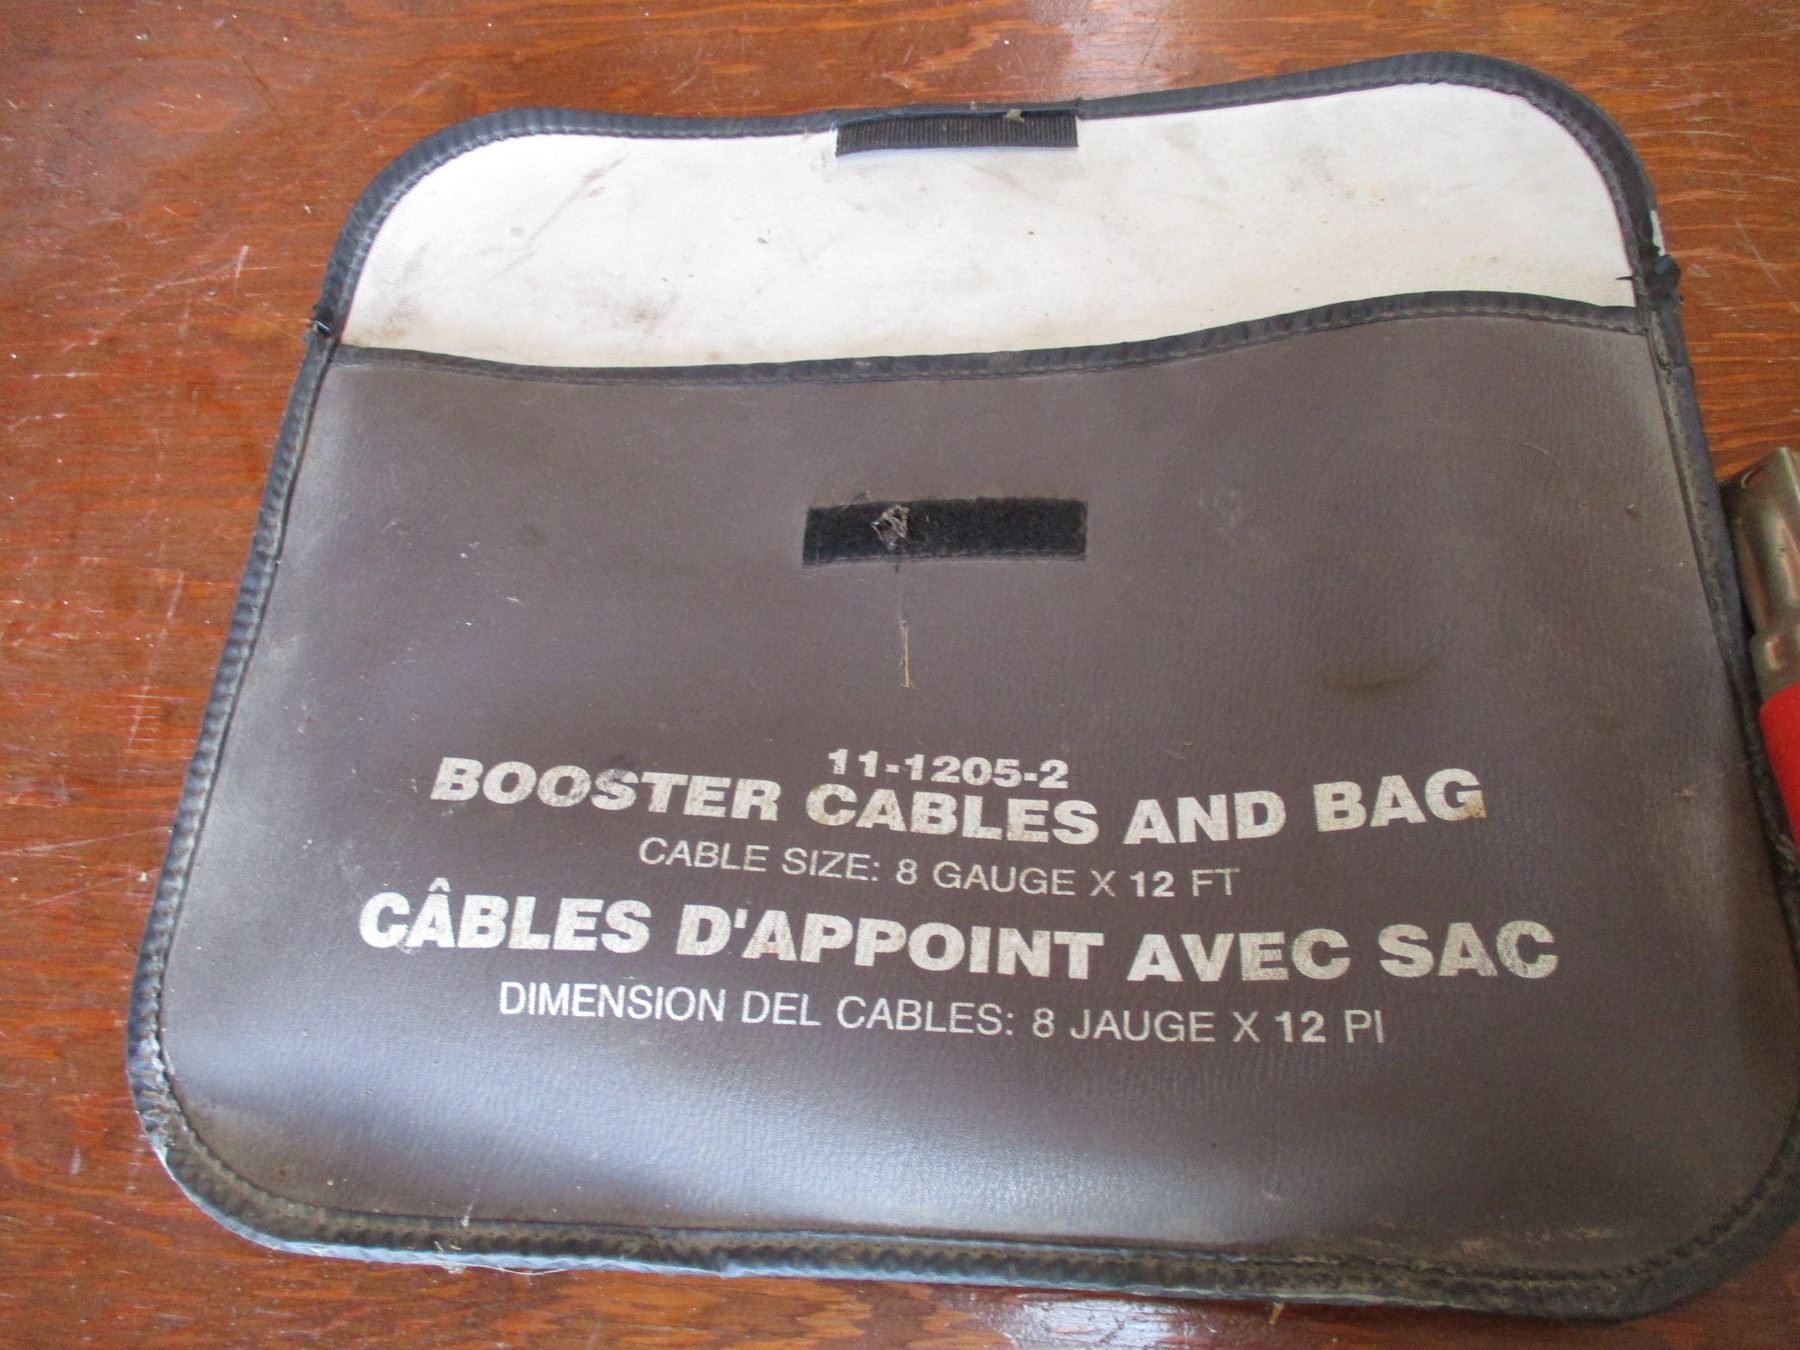 11-1205-2
BOOSTER CABLES AND BAG
CABLE SIZE: 8 GAUGE X 12 FT
CÂBLES D'APPOINT AVEC SAC
DIMENSION DEL CABLES: 8 JAUGE X 12 PI